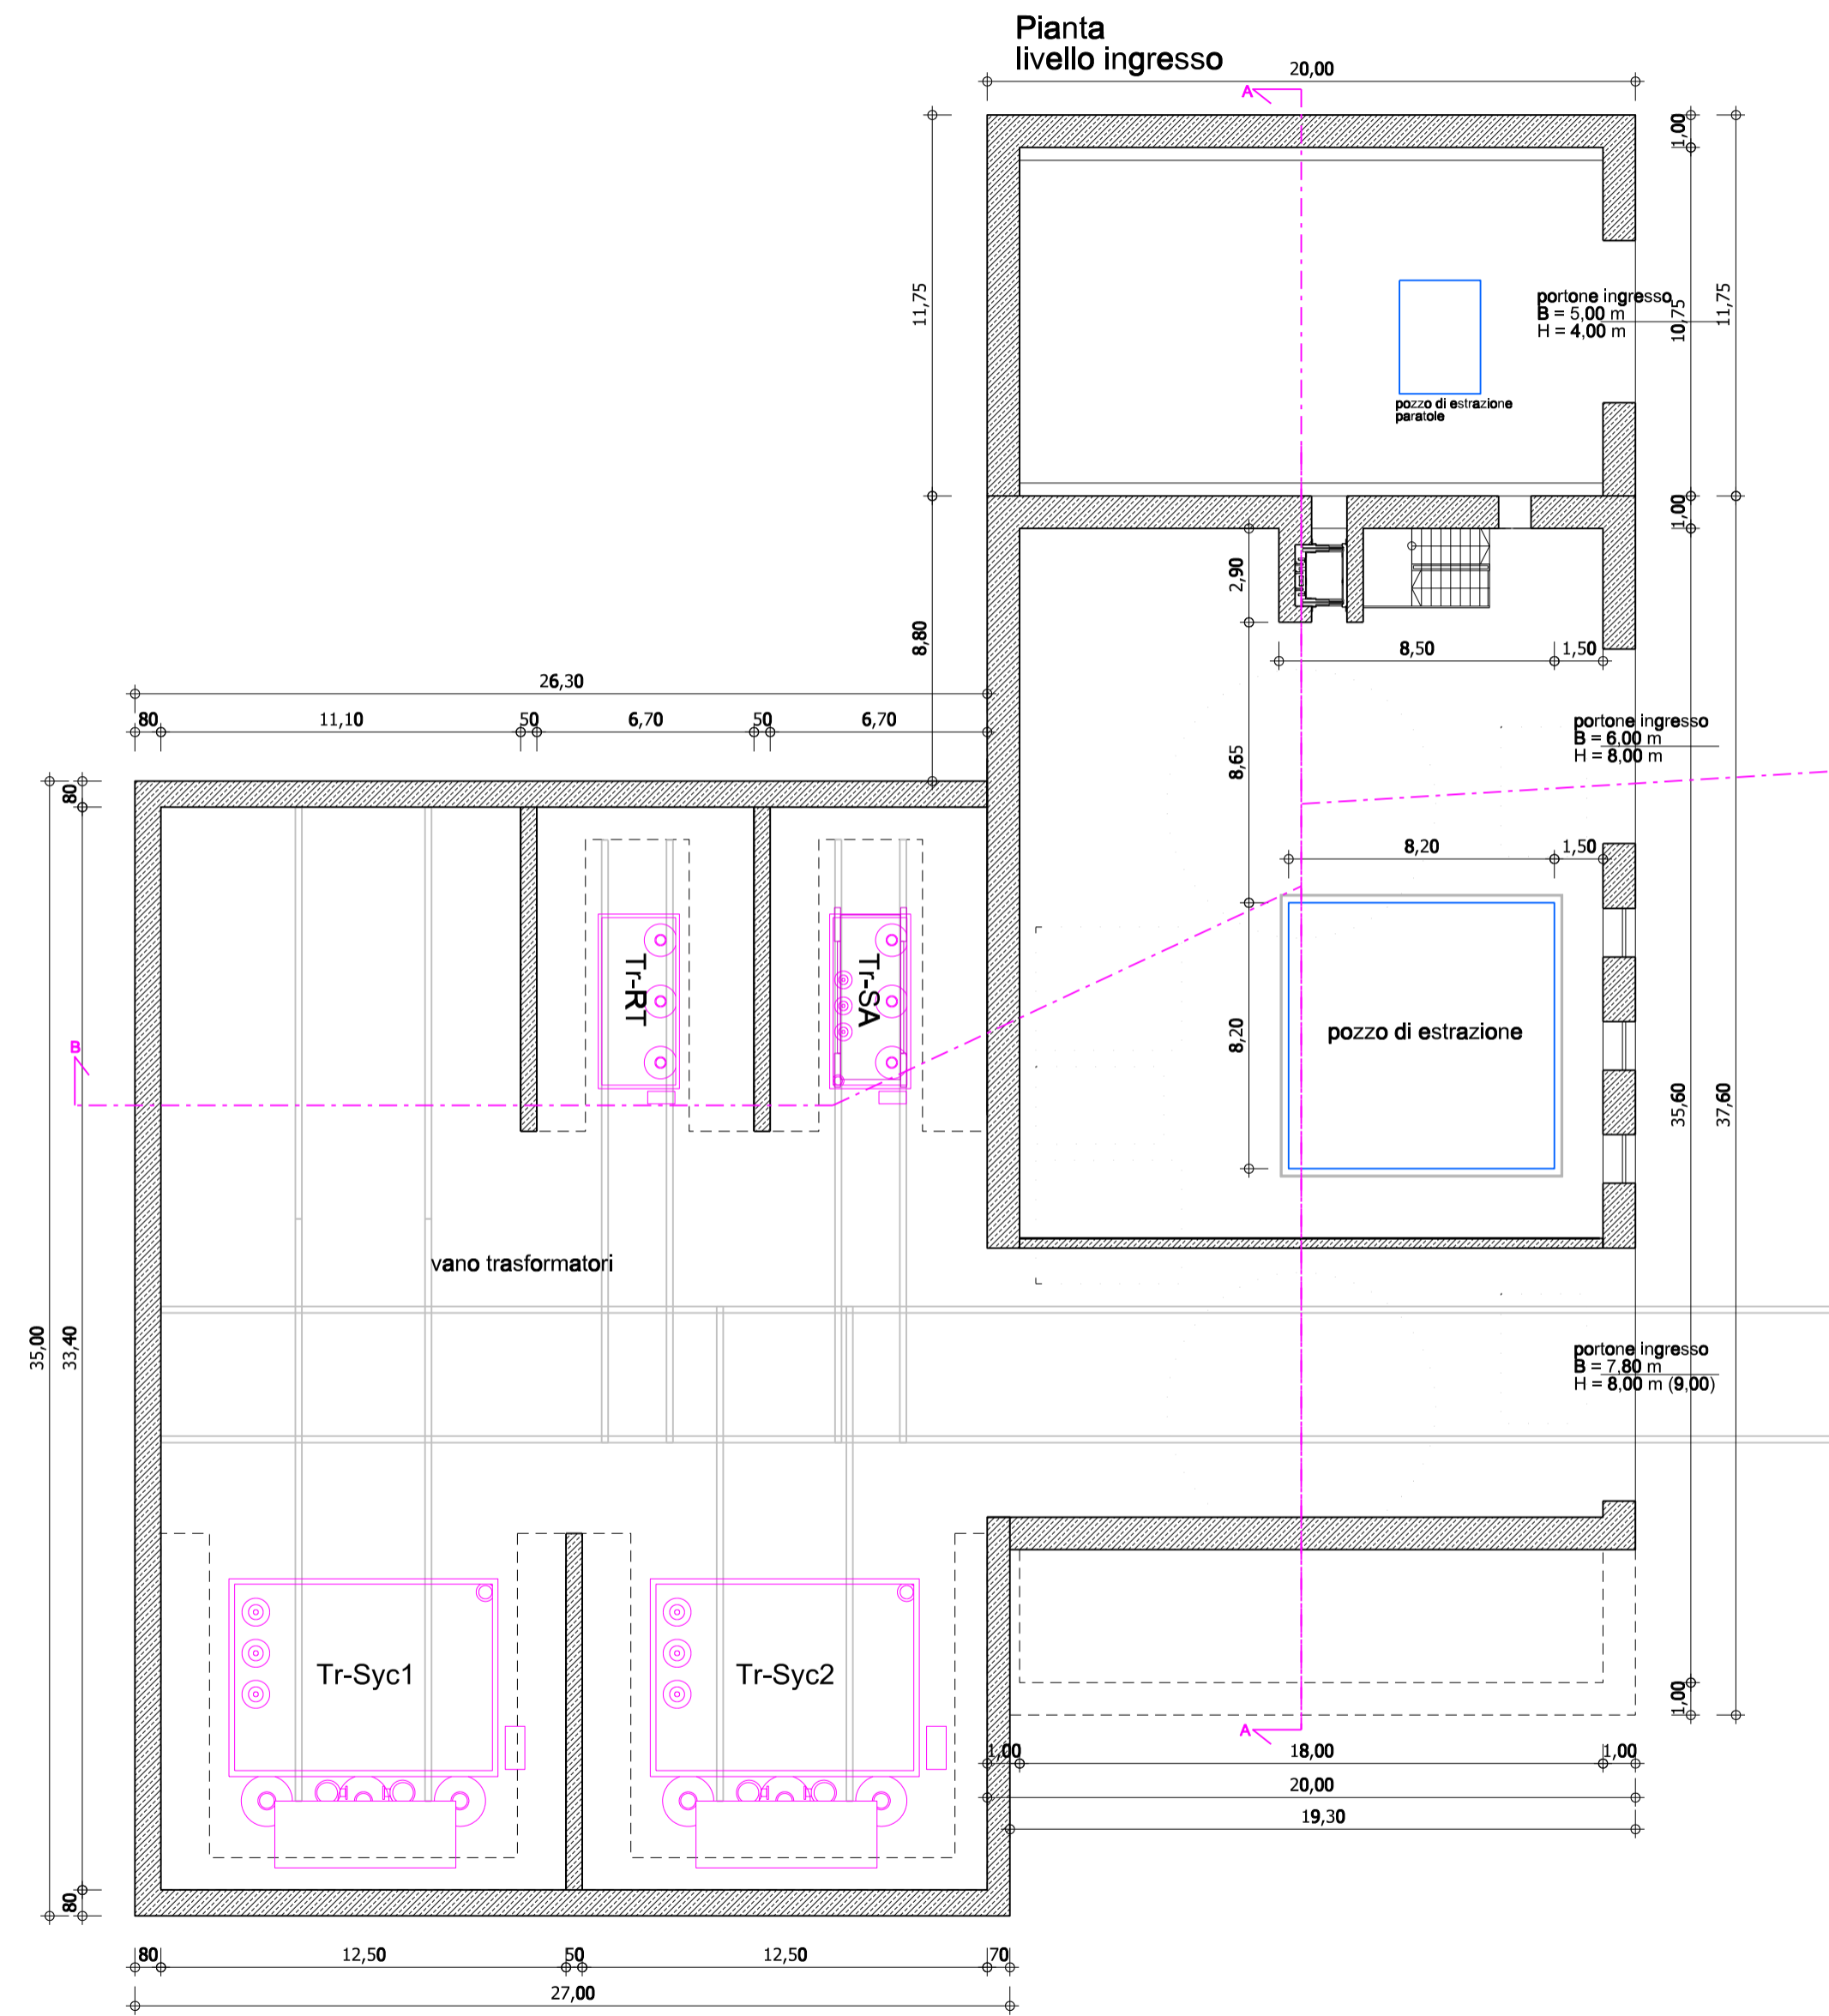 Pianta
livello ingresso
20,00
A
1,00
11,75
portone ingresso
B = 5,00 m
H = 4,00 m
10,75
11,75
pozzo di estrazione
paratoie
1,00
2,90
8,80
8,50
1,50
26,30
80
11,10
50
6,70
50
6,70
portone ingresso
B = 6,00 m
H = 8,00 m
8,65
80
8,20
1,50
Tr-RT
Tr-SA
B
8,20
pozzo di estrazione
35,60
37,60
vano trasformatori
35,00
33,40
portone ingresso
B = 7,80 m
H = 8,00 m (9,00)
Tr-Syc1
Tr-Syc2
1,00
A
1,00
18,00
1,00
20,00
19,30
80
80
12,50
50
12,50
70
27,00